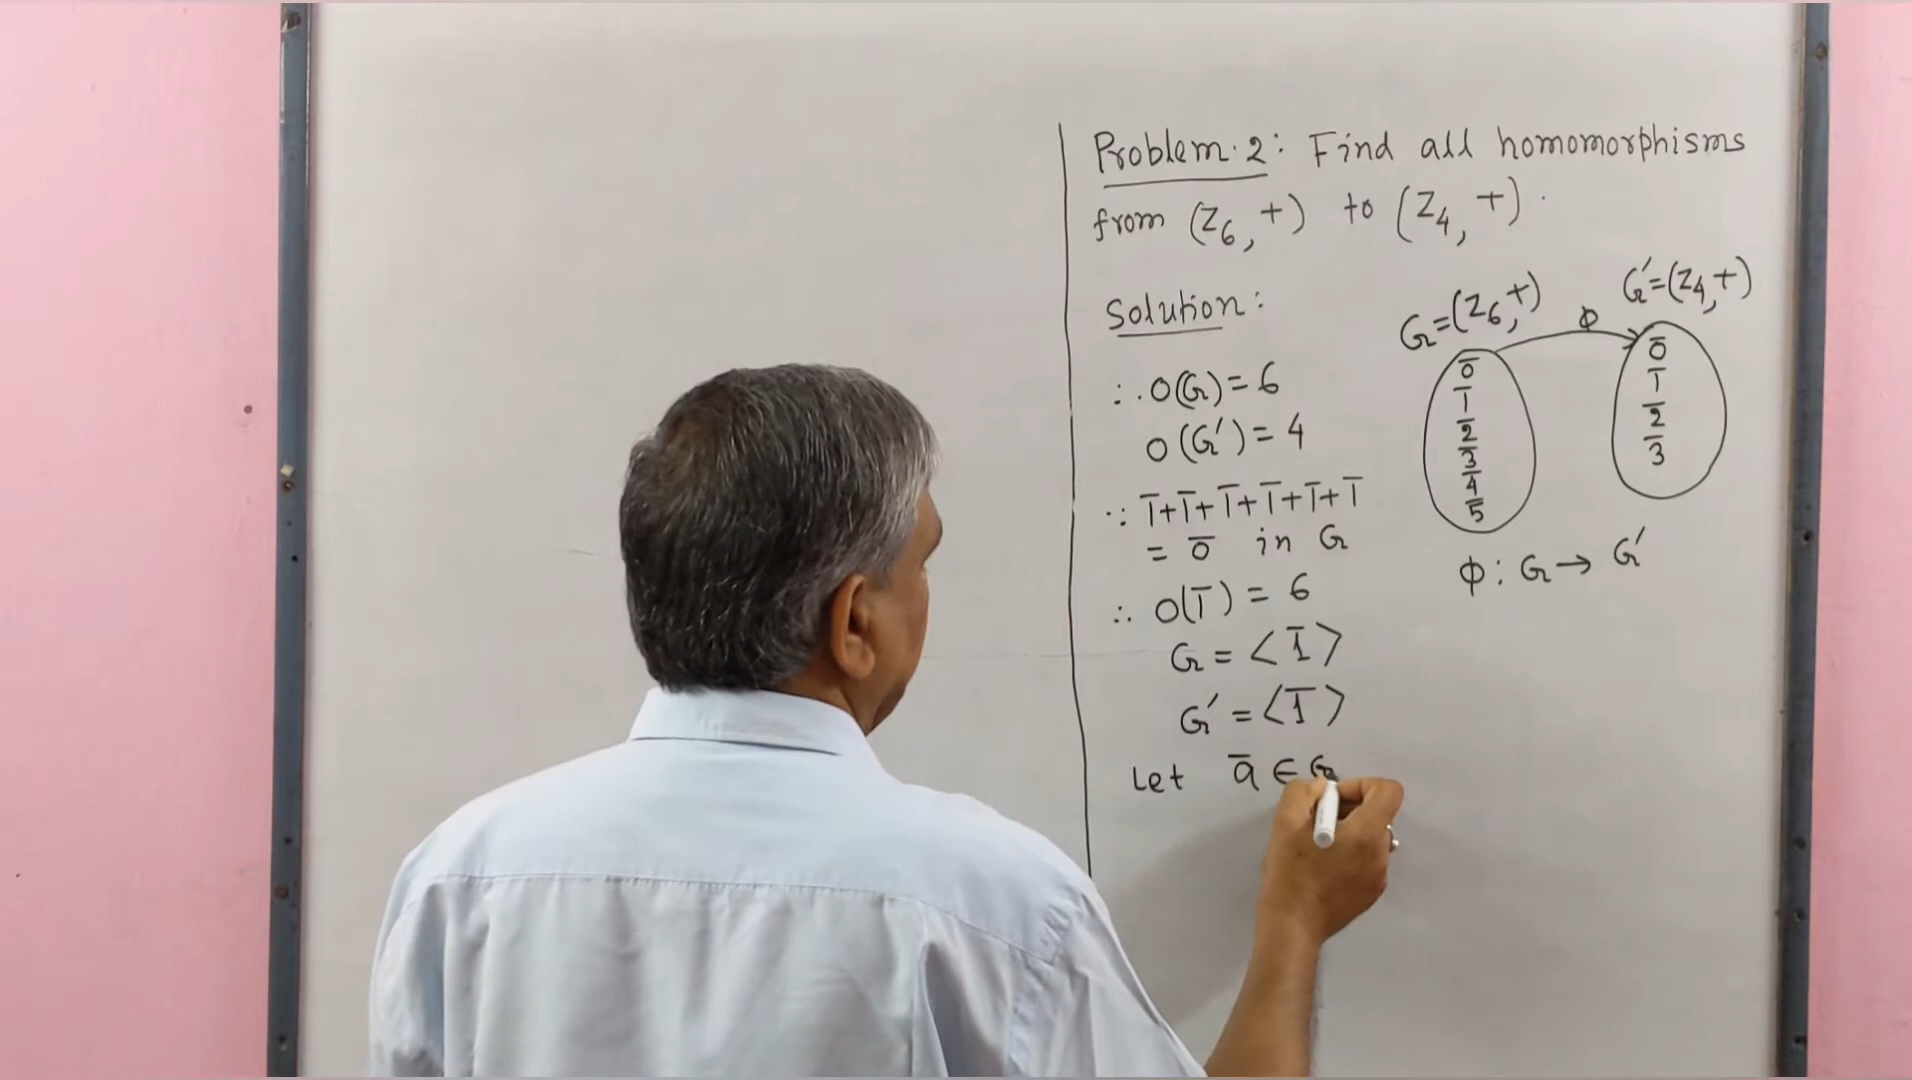 Problem.2: Find all homomorphisms
from (Z₆, +) to (Z₄, +).
Solution:
G=(Z₆,+)
ϕ
G'=(Z₄,+)
0̅
1̅
2̅
3̅
4̅
5̅
0̅
1̅
2̅
3̅
ϕ: G → G'
∴ O(G) = 6
O(G') = 4
∵ 1̅+1̅+1̅+1̅+1̅+1̅
= 0̅ in G
∴ O(1̅) = 6
G = <1̅>
G' = <1̅>
Let a̅ ∈ G